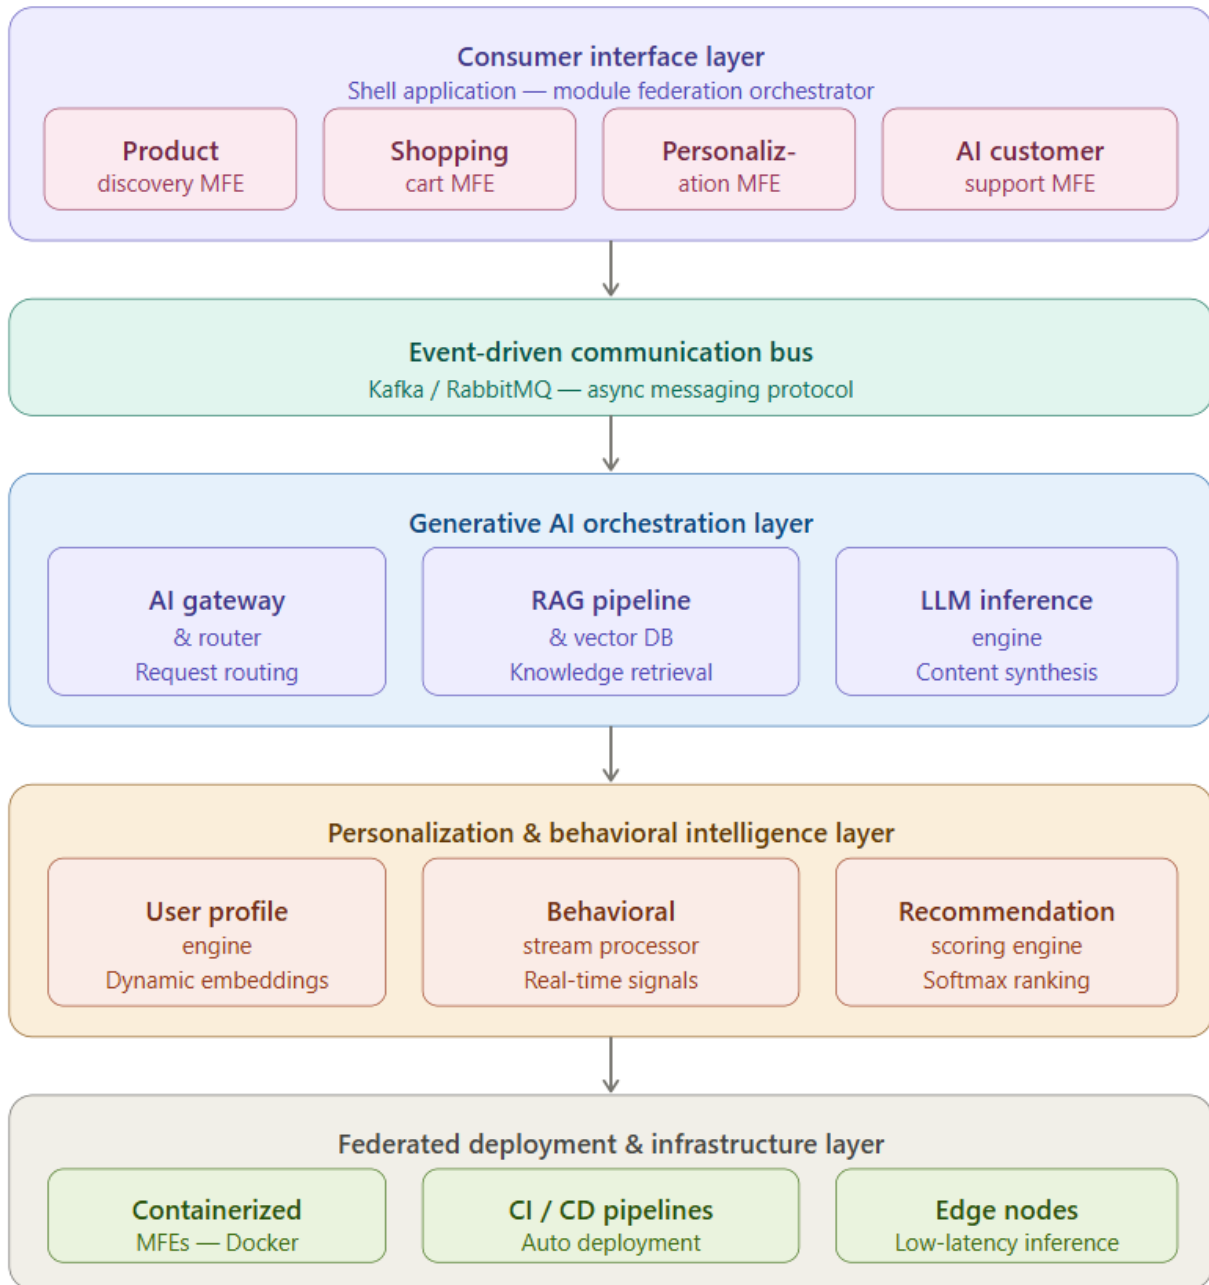 Consumer interface layer
Shell application — module federation orchestrator
Product
discovery MFE
Shopping
cart MFE
Personaliz-
ation MFE
AI customer
support MFE
Event-driven communication bus
Kafka / RabbitMQ — async messaging protocol
Generative AI orchestration layer
AI gateway
& router
Request routing
RAG pipeline
& vector DB
Knowledge retrieval
LLM inference
engine
Content synthesis
Personalization & behavioral intelligence layer
User profile
engine
Dynamic embeddings
Behavioral
stream processor
Real-time signals
Recommendation
scoring engine
Softmax ranking
Federated deployment & infrastructure layer
Containerized
MFEs — Docker
CI / CD pipelines
Auto deployment
Edge nodes
Low-latency inference